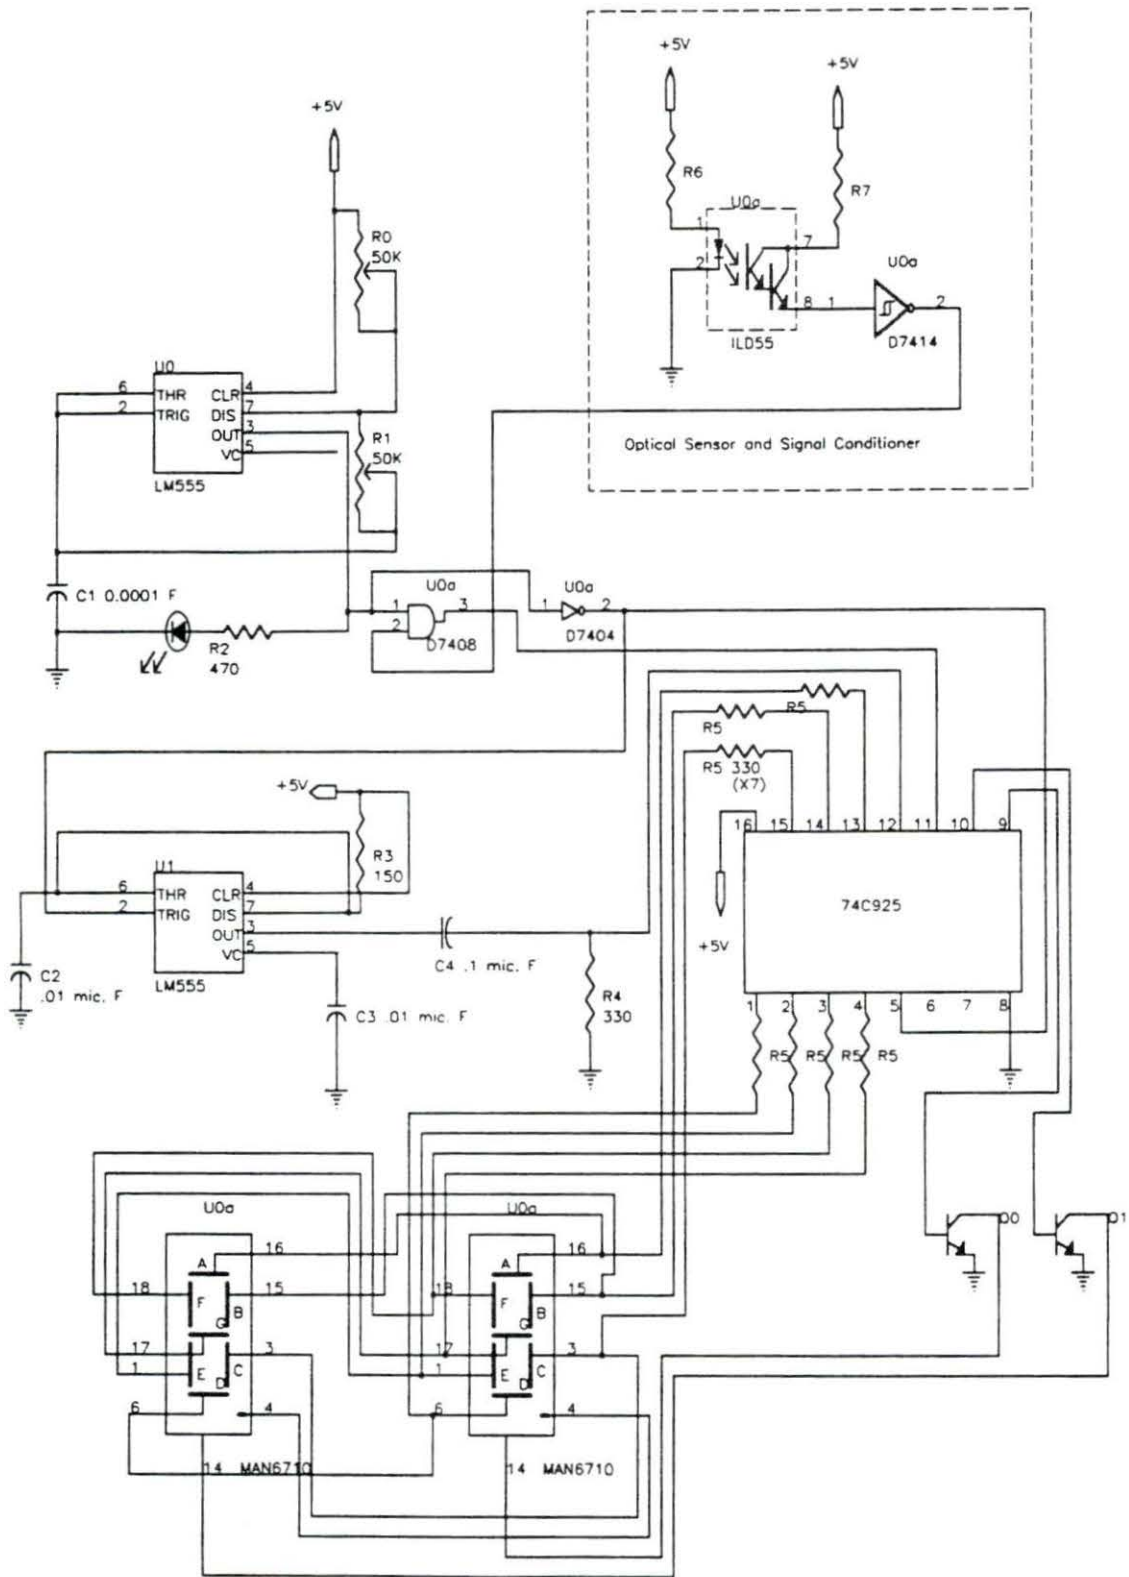 +5V
+5V
+5V
R6
R7
U0a
1
7
2
U0a
8
1
2
ILD55
D7414
Optical Sensor and Signal Conditioner
R0
50K
U0
6
THR
CLR
4
2
TRIG
DIS
7
OUT
3
VC
5
LM555
R1
50K
C1 0.0001 F
R2
470
U0a
1
3
2
D7408
U0a
1
2
D7404
R5
R5
R5 330
(X7)
+5V
R3
150
U1
6
THR
CLR
4
2
TRIG
DIS
7
OUT
3
VC
5
LM555
C2
.01 mic. F
C3 .01 mic. F
C4 .1 mic. F
R4
330
16 15 14 13 12 11 10 9
74C925
+5V
1 2 3 4 5 6 7 8
R5 R5 R5 R5
U0a
U0a
16
A
18
F
B
15
G
17
E
C
3
1
D
6
4
14 MAN6710
16
A
18
F
B
15
G
17
E
C
3
1
D
6
4
14 MAN6710